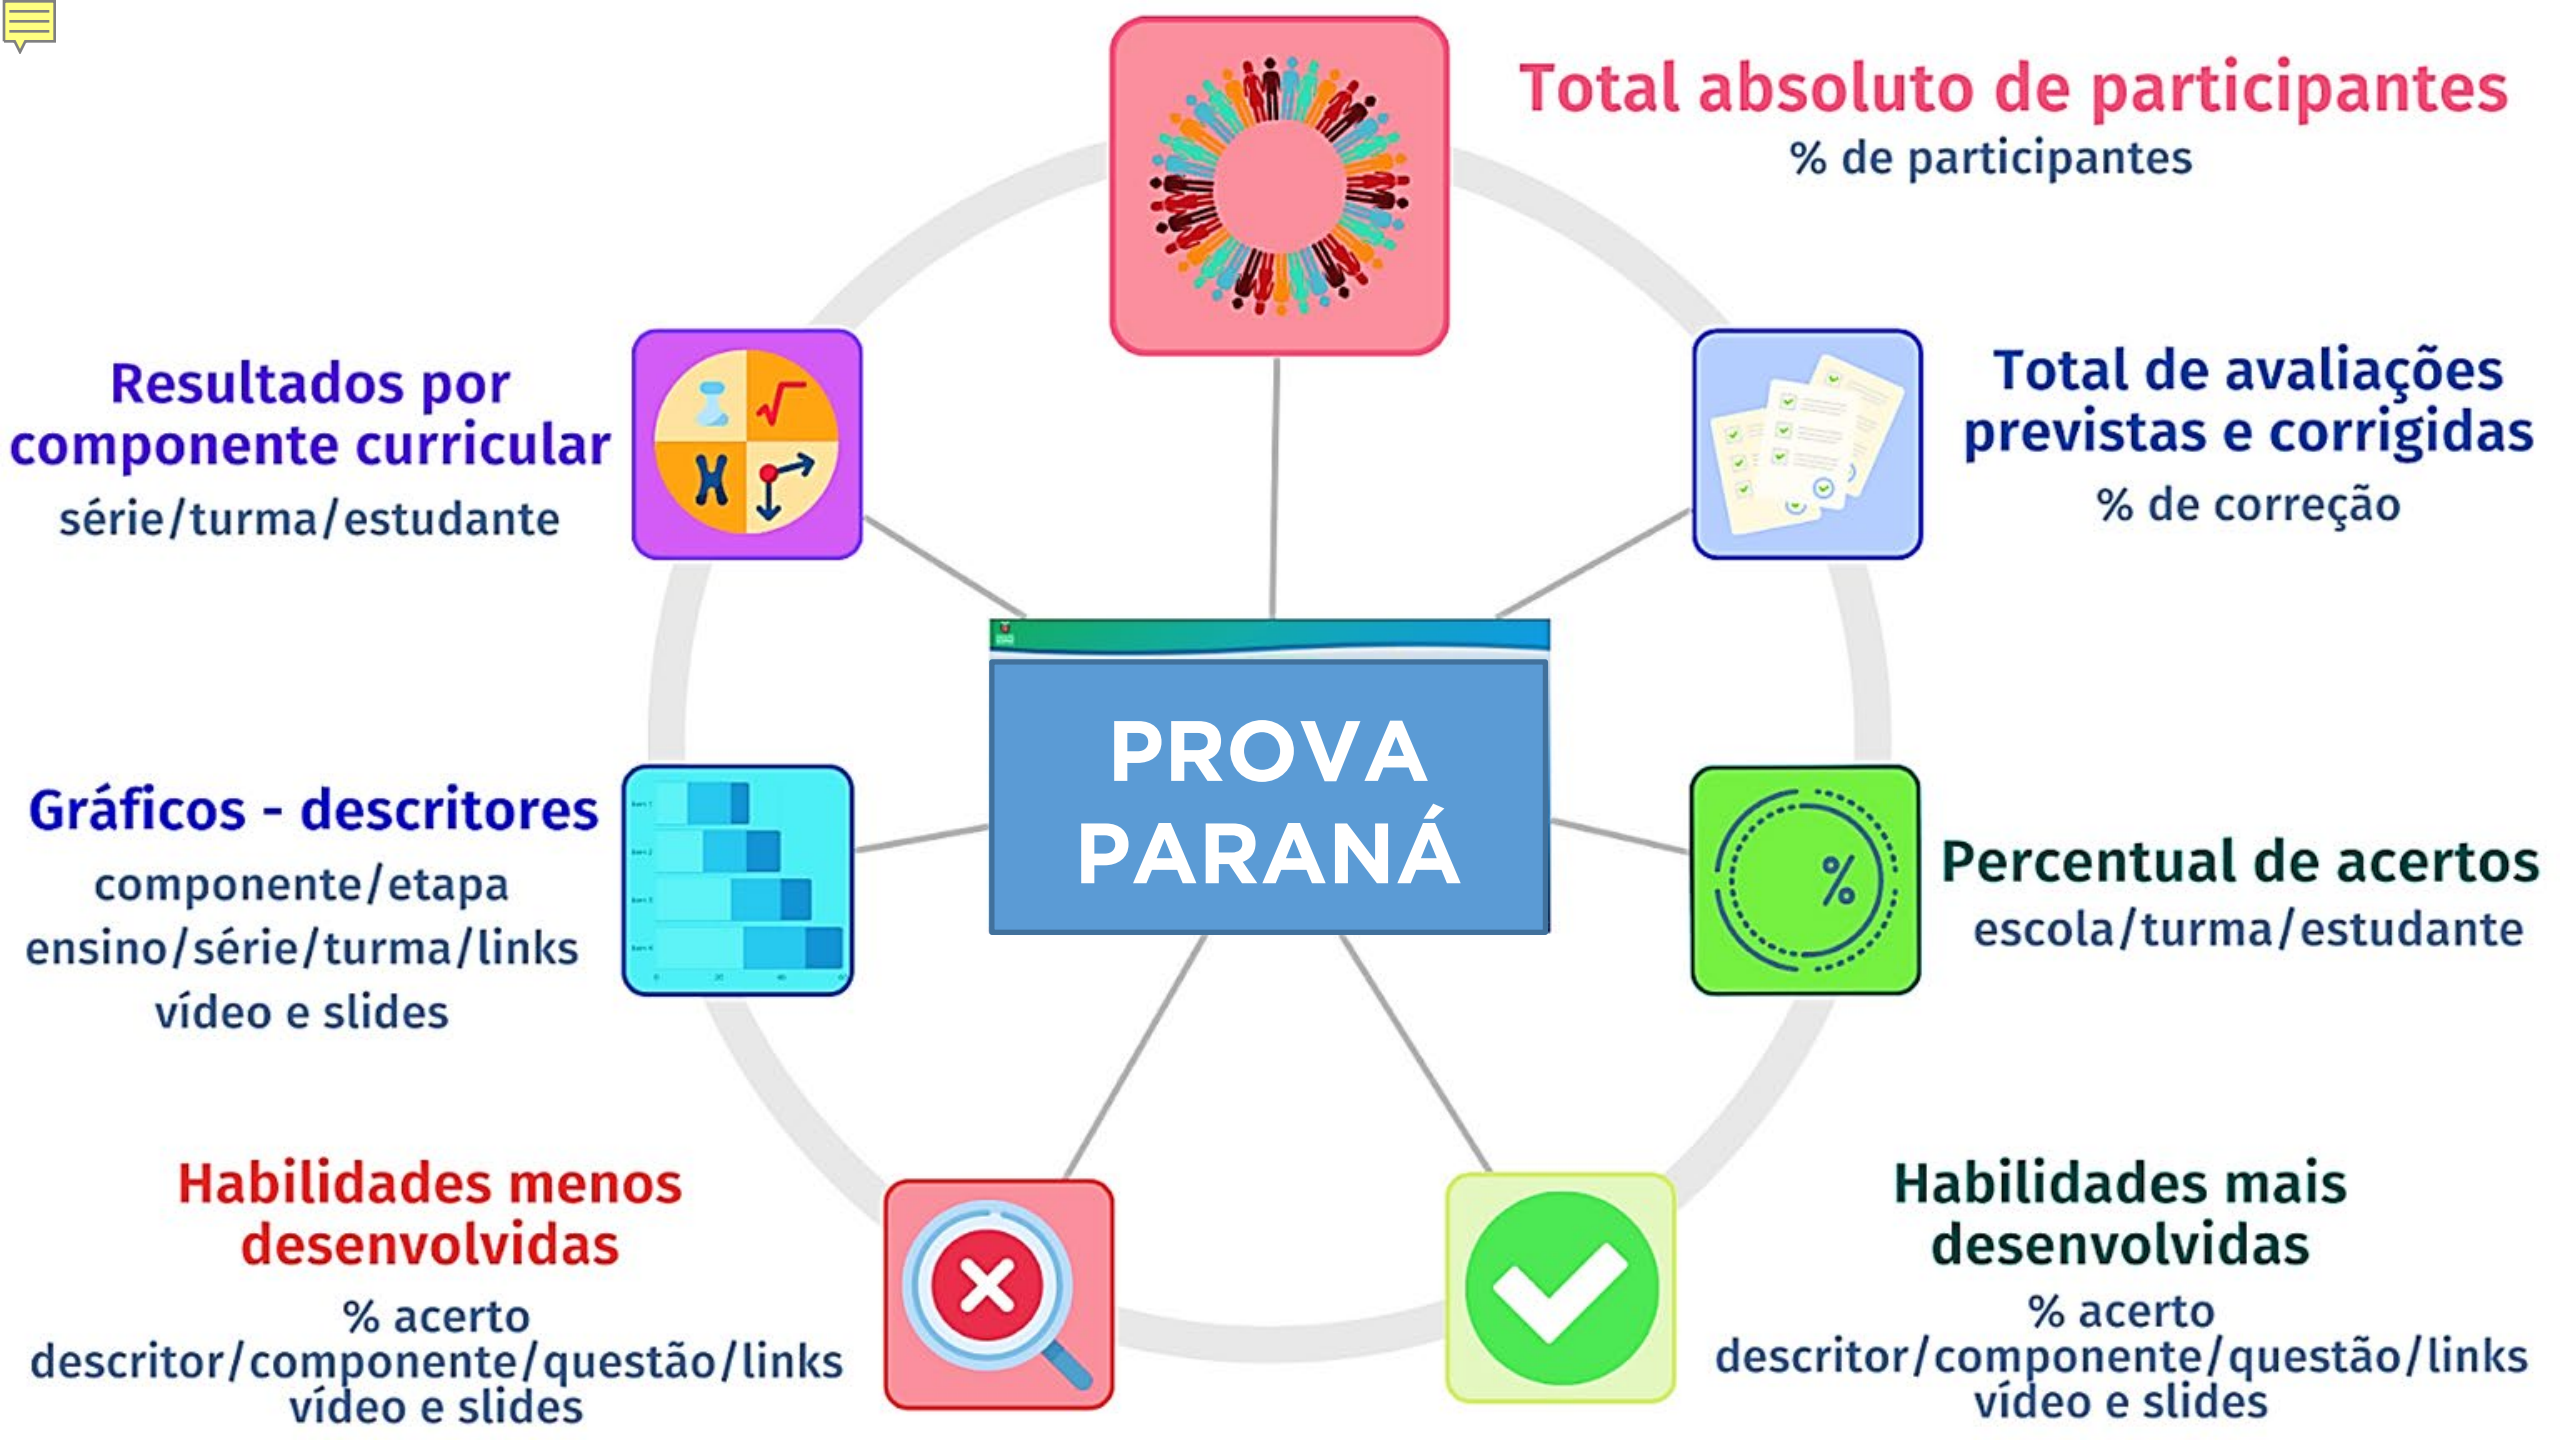 Total absoluto de participantes
% de participantes
Total de avaliações
previstas e corrigidas
% de correção
Percentual de acertos
escola/turma/estudante
Habilidades mais
desenvolvidas
% acerto
descritor/componente/questão/links
vídeo e slides
Habilidades menos
desenvolvidas
% acerto
descritor/componente/questão/links
vídeo e slides
Gráficos - descritores
componente/etapa
ensino/série/turma/links
vídeo e slides
Resultados por
componente curricular
série/turma/estudante
PROVA
PARANÁ
%